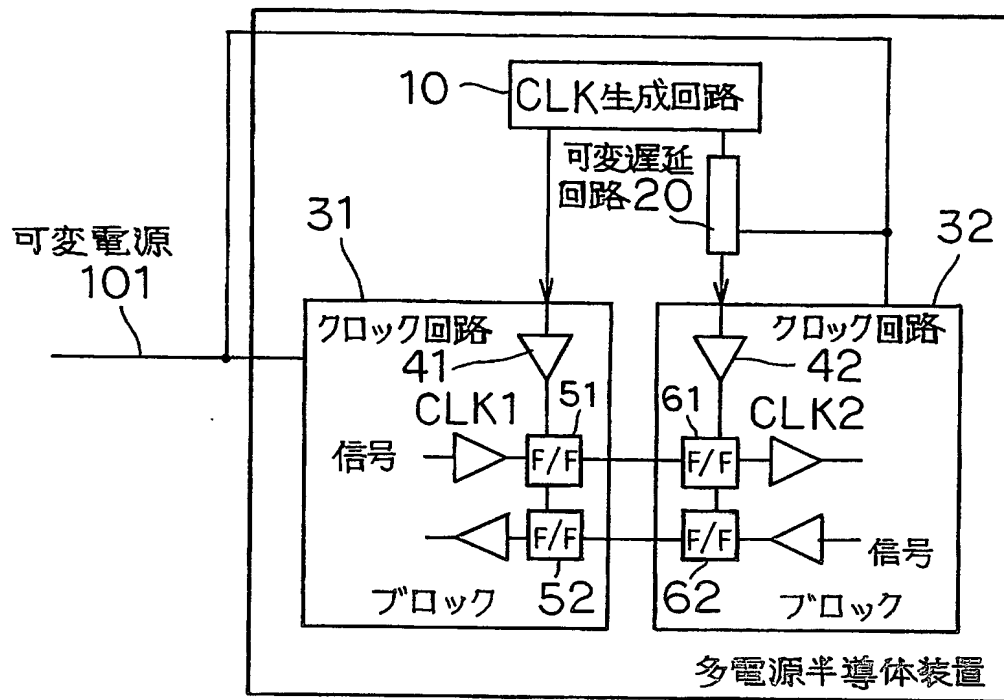 10
CLK生成回路
可変遅延
回路20
可変電源
101
31
32
クロック回路
41
クロック回路
42
CLK1
51
61
CLK2
信号
F/F
F/F
F/F
F/F
信号
ブロック
52
62
ブロック
多電源半導体装置